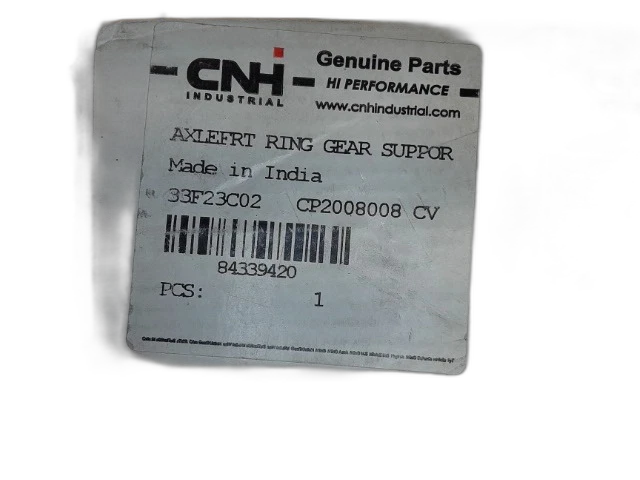 CNH
INDUSTRIAL
Genuine Parts
HI PERFORMANCE
www.cnhindustrial.com
AXLEFRT RING GEAR SUPPOR
Made in India
33F23C02 CP2008008 CV
84339420
PCS: 1